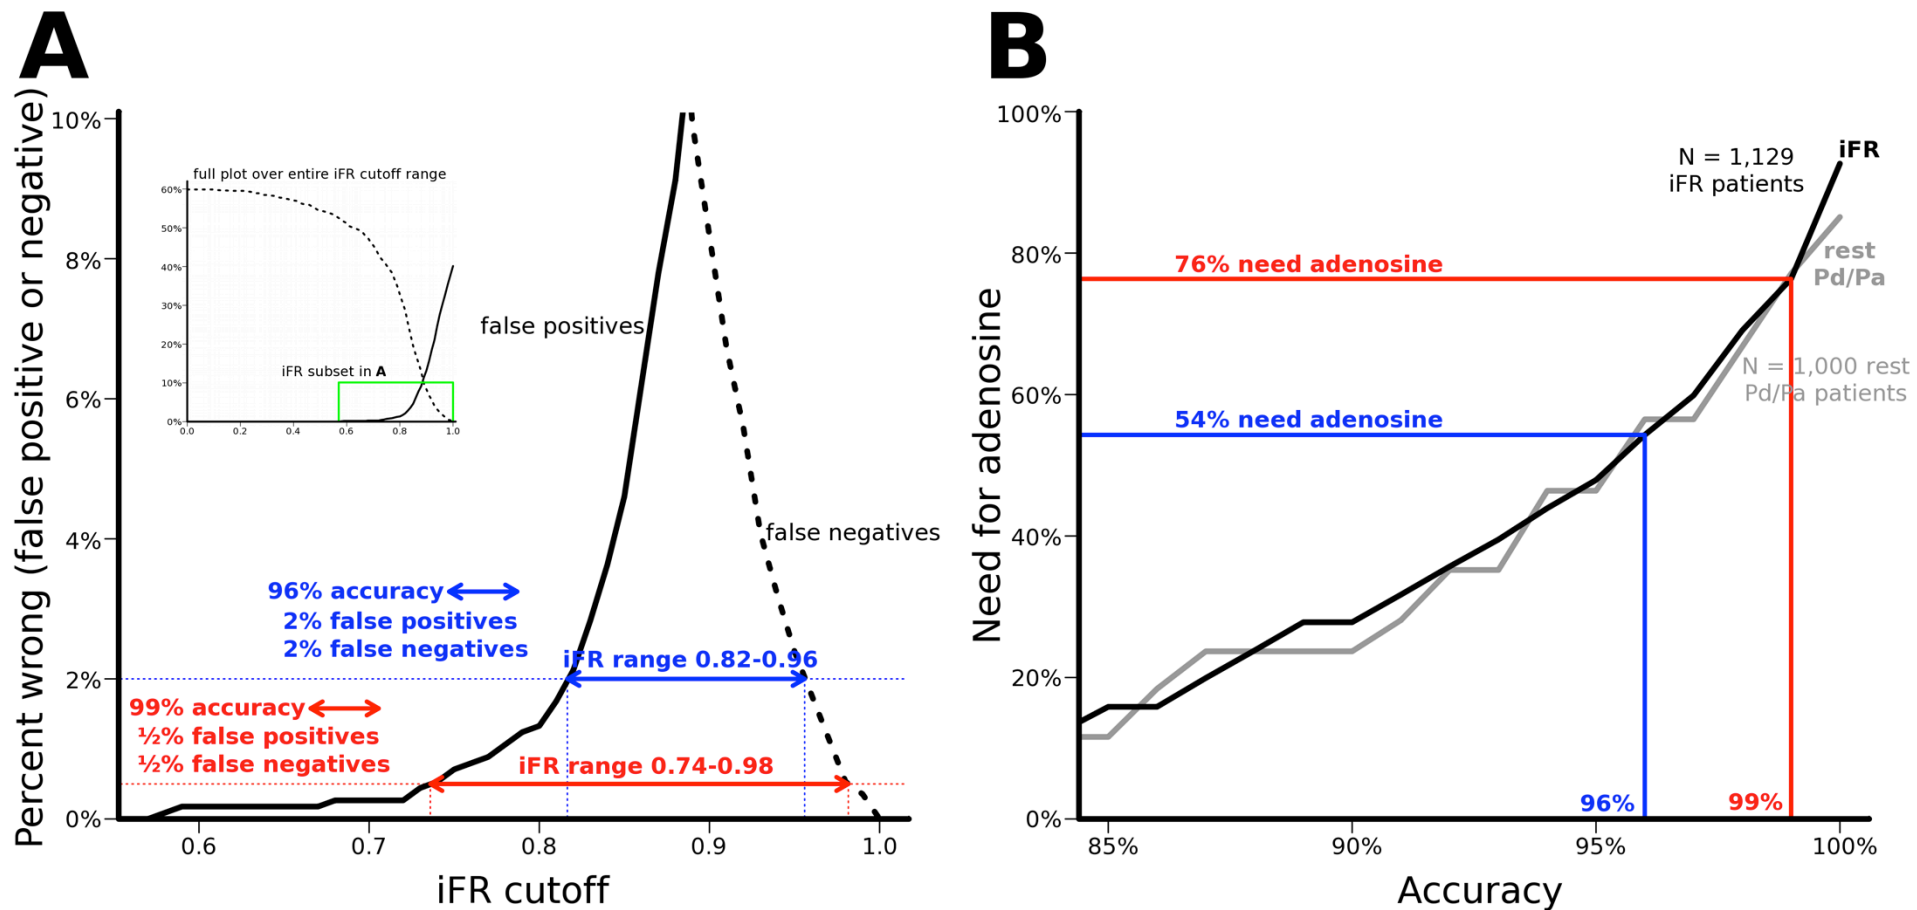 A
Percent wrong (false positive or negative)
10%
8%
6%
4%
2%
0%
full plot over entire iFR cutoff range
60%
50%
40%
30%
20%
10%
0%
iFR subset in A
0.0 0.2 0.4 0.6 0.8 1.0
false positives
false negatives
96% accuracy
2% false positives
2% false negatives
iFR range 0.82-0.96
99% accuracy
½% false positives
½% false negatives
iFR range 0.74-0.98
0.6 0.7 0.8 0.9 1.0
iFR cutoff
B
Need for adenosine
100%
80%
60%
40%
20%
0%
N = 1,129
iFR patients
iFR
rest
Pd/Pa
76% need adenosine
N = 1,000 rest
Pd/Pa patients
54% need adenosine
96%
99%
85% 90% 95% 100%
Accuracy